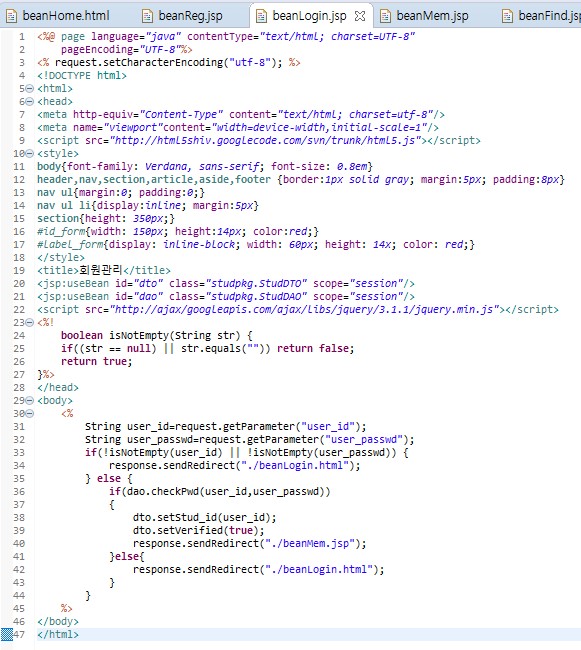 beanHome.html beanReg.jsp beanLogin.jsp beanMem.jsp beanFind.js
1 <%@ page language="java" contentType="text/html; charset=UTF-8"
2 pageEncoding="UTF-8"%>
3 <% request.setCharacterEncoding("utf-8"); %>
4 <!DOCTYPE html>
5 <html>
6 <head>
7 <meta http-equiv="Content-Type" content="text/html; charset=utf-8"/>
8 <meta name="viewport"content="width=device-width,initial-scale=1"/>
9 <script src="http://html5shiv.googlecode.com/svn/trunk/html5.js"></script>
10 <style>
11 body{font-family: Verdana, sans-serif; font-size: 0.8em}
12 header,nav,section,article,aside,footer {border:1px solid gray; margin:5px; padding:8px}
13 nav ul{margin:0; padding:0;}
14 nav ul li{display:inline; margin:5px}
15 section{height: 350px;}
16 #id_form{width: 150px; height:14px; color:red;}
17 #label_form{display: inline-block; width: 60px; height: 14x; color: red;}
18 </style>
19 <title>회원관리</title>
20 <jsp:useBean id="dto" class="studpkg.StudDTO" scope="session"/>
21 <jsp:useBean id="dao" class="studpkg.StudDAO" scope="session"/>
22 <script src="http://ajax/googleapis.com/ajax/libs/jquery/3.1.1/jquery.min.js"></script>
23 <%!
24 boolean isNotEmpty(String str) {
25 if((str == null) || str.equals("")) return false;
26 return true;
27 }%>
28 </head>
29 <body>
30 <%
31 String user_id=request.getParameter("user_id");
32 String user_passwd=request.getParameter("user_passwd");
33 if(!isNotEmpty(user_id) || !isNotEmpty(user_passwd)) {
34 response.sendRedirect("./beanLogin.html");
35 } else {
36 if(dao.checkPwd(user_id,user_passwd))
37 {
38 dto.setStud_id(user_id);
39 dto.setVerified(true);
40 response.sendRedirect("./beanMem.jsp");
41 }else{
42 response.sendRedirect("./beanLogin.html");
43 }
44 }
45 %>
46 </body>
47 </html>